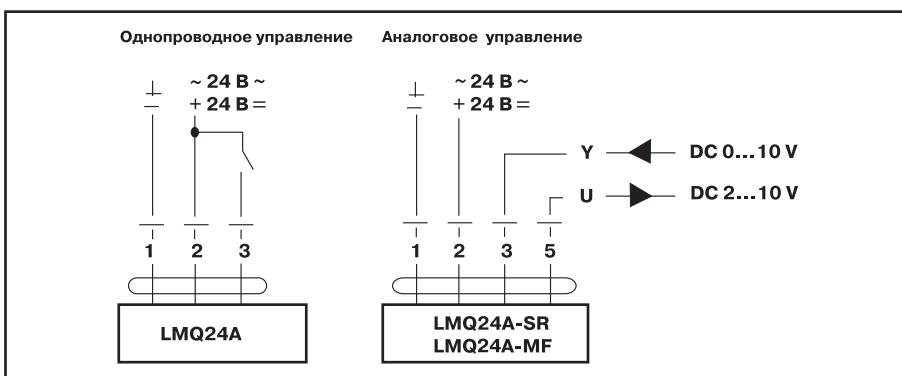 Однопроводное управление
Аналоговое управление
~ 24 В ~
+ 24 В =
~ 24 В ~
+ 24 В =
Y
DC 0...10 V
U
DC 2...10 V
1 2 3
1 2 3 5
LMQ24A
LMQ24A-SR
LMQ24A-MF